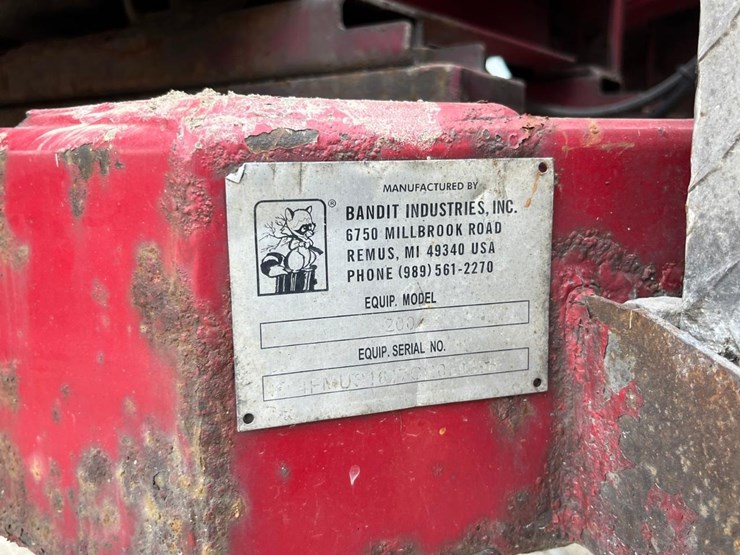 MANUFACTURED BY
®
BANDIT INDUSTRIES, INC.
6750 MILLBROOK ROAD
REMUS, MI 49340 USA
PHONE (989) 561-2270
EQUIP. MODEL
EQUIP. SERIAL NO.